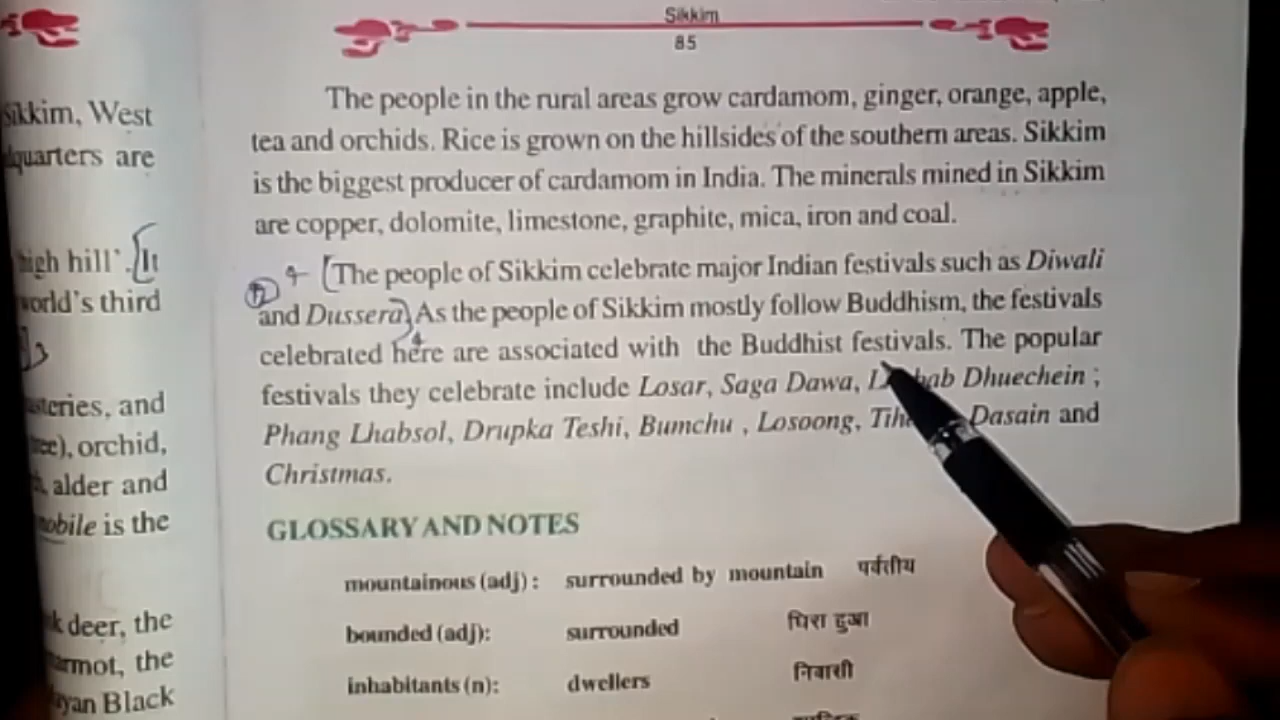 Sikkim
85
Sikkim, West
quarters are
high hill'. It
world's third
and
orchid,
alder and
is the
deer, the
the
Black
The people in the rural areas grow cardamom, ginger, orange, apple,
tea and orchids. Rice is grown on the hillsides of the southern areas. Sikkim
is the biggest producer of cardamom in India. The minerals mined in Sikkim
are copper, dolomite, limestone, graphite, mica, iron and coal.
The people of Sikkim celebrate major Indian festivals such as Diwali
and Dussera. As the people of Sikkim mostly follow Buddhism, the festivals
celebrated here are associated with the Buddhist festivals. The popular
festivals they celebrate include Losar, Saga Dawa, Dhuechein ;
Phang Lhabsol, Drupka Teshi, Bumchu , Losoong, Dasain and
Christmas.
GLOSSARY AND NOTES
mountainous (adj) : surrounded by mountain पर्वतीय
bounded (adj): surrounded घिरा हुआ
inhabitants (n): dwellers निवासी